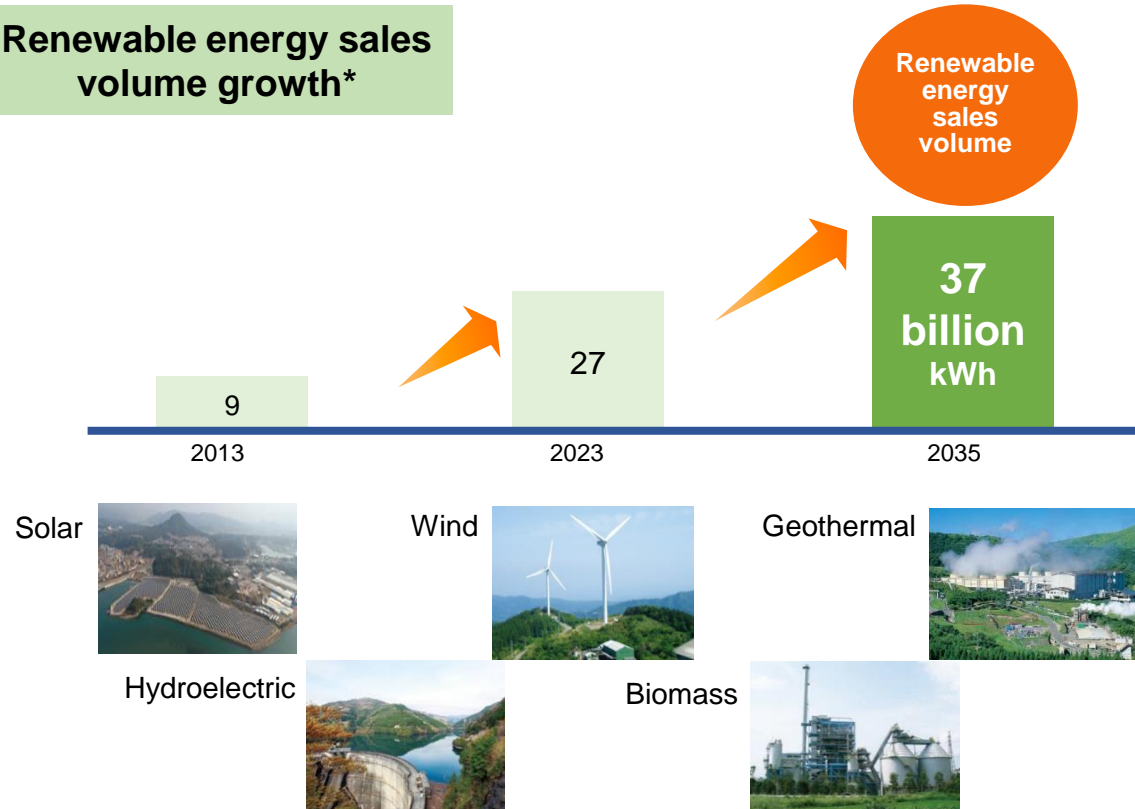 Renewable energy sales
volume growth*
Renewable
energy
sales
volume
37
billion
kWh
27
9
2013
2023
2035
Solar
Wind
Geothermal
Hydroelectric
Biomass